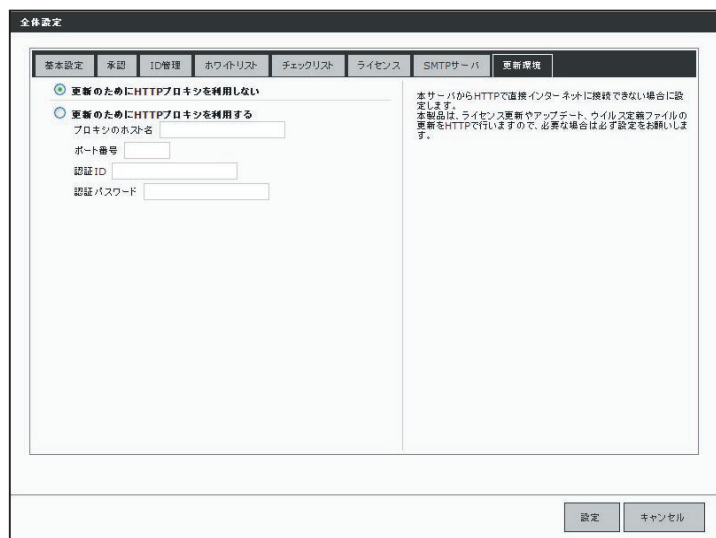 全体設定
基本設定 承認 ID管理 ホワイトリスト チェックリスト ライセンス SMTPサーバ 更新環境
更新のためにHTTPプロキシを利用しない
更新のためにHTTPプロキシを利用する
プロキシのホスト名
ポート番号
認証ID
認証パスワード
本サーバからHTTPで直接インターネットに接続できない場合に設
定します。
本製品は、ライセンス更新やアップデート、ウイルス定義ファイルの
更新をHTTPで行いますので、必要な場合は必ず設定をお願いしま
す。
設定 キャンセル